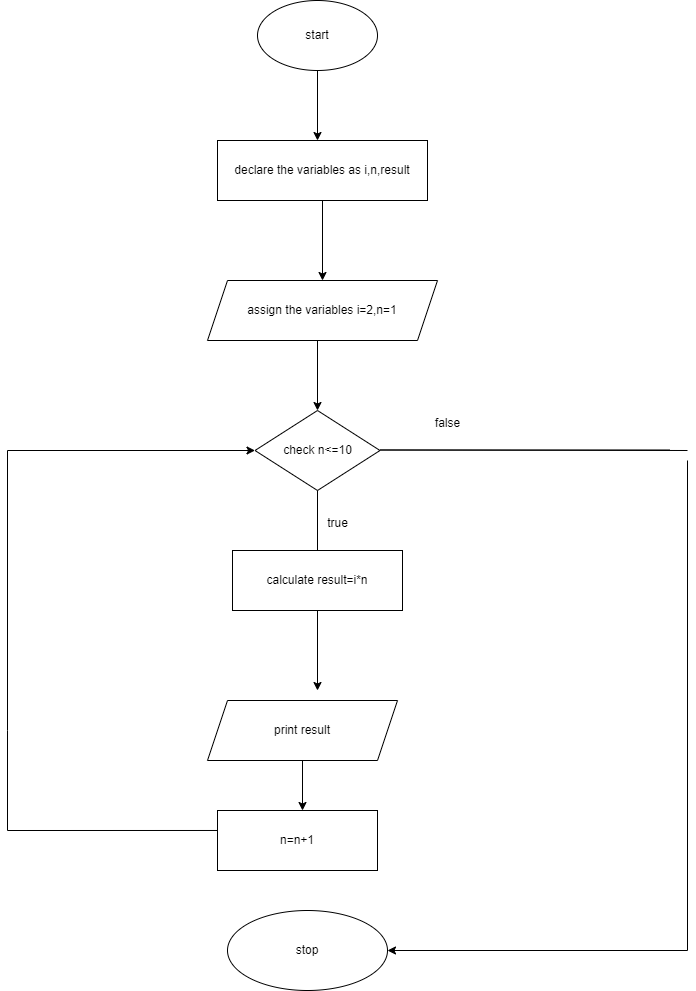 start
declare the variables as i,n,result
assign the variables i=2,n=1
false
check n<=10
true
calculate result=i*n
print result
n=n+1
stop